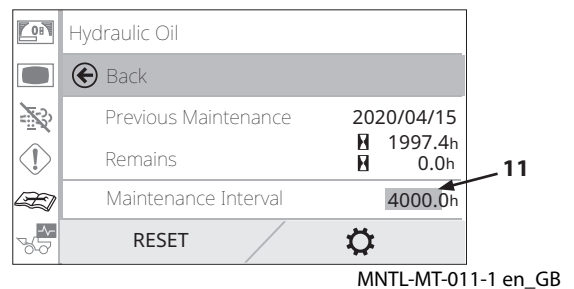 Hydraulic Oil
Back
Previous Maintenance 2020/04/15
1997.4h
Remains 0.0h
11
Maintenance Interval 4000.0h
RESET
MNTL-MT-011-1 en_GB